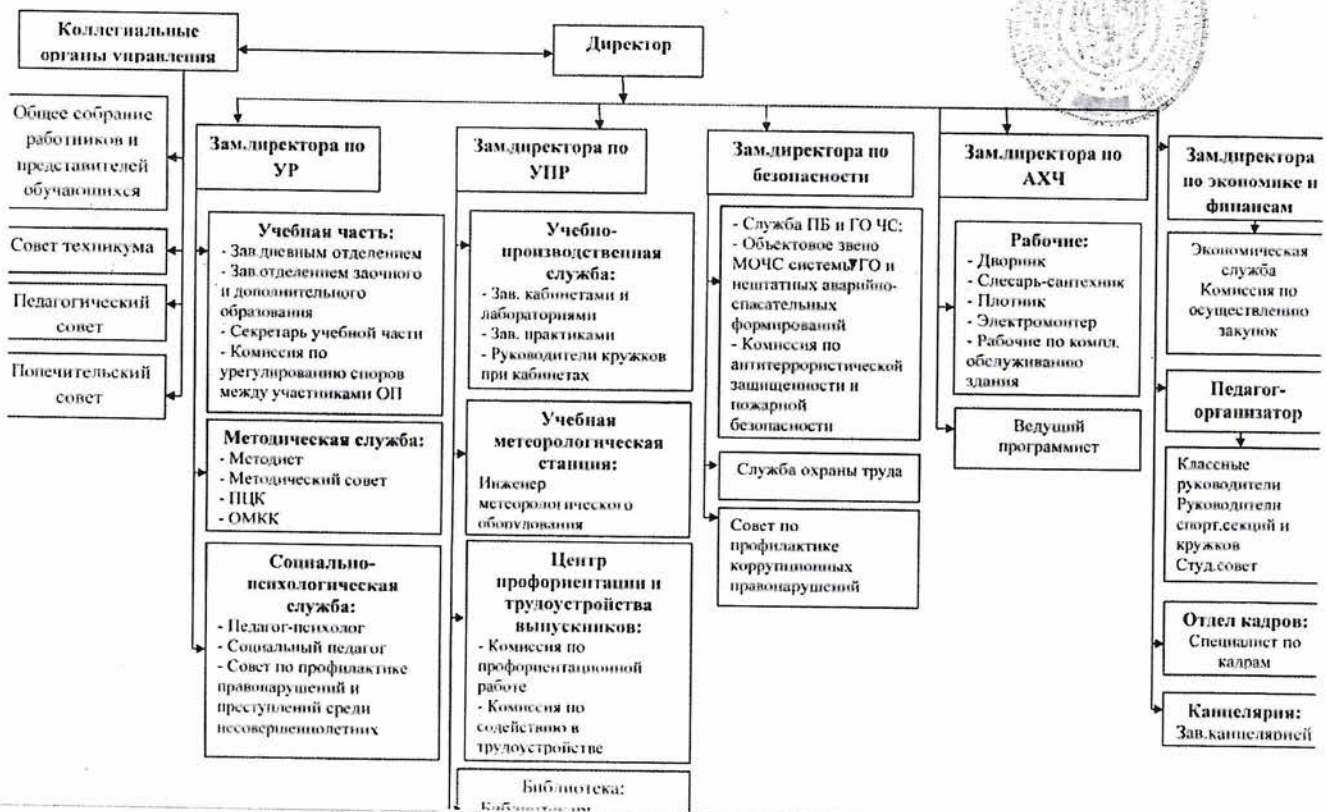 Коллегиальные
органы управления
Директор
Общее собрание
работников и
представителей
обучающихся
Совет техникума
Педагогический
совет
Попечительский
совет
Зам.директора по
УР
Учебная часть:
- Зав.дневным отделением
- Зав.отделением заочного
и дополнительного
образования
- Секретарь учебной части
- Комиссия по
урегулированию споров
между участниками ОП
Методическая служба:
- Методист
- Методический совет
- ПЦК
- ОМКК
Социально-
психологическая
служба:
- Педагог-психолог
- Социальный педагог
- Совет по профилактике
правонарушений и
преступлений среди
несовершеннолетних
Зам.директора по
УПР
Учебно-
производственная
служба:
- Зав. кабинетами и
лабораториями
- Зав. практиками
- Руководители кружков
при кабинетах
Учебная
метеорологическая
станция:
Инженер
метеорологического
оборудования
Центр
профориентации и
трудоустройства
выпускников:
- Комиссия по
профориентационной
работе
- Комиссия по
содействию в
трудоустройстве
Библиотека:
Зам.директора по
безопасности
- Служба ПБ и ГО ЧС:
- Объектовое звено
МОЧС системы ГО и
нештатных аварийно-
спасательных
формирований
- Комиссия по
антитеррористической
защищенности и
пожарной
безопасности
Служба охраны труда
Совет по
профилактике
коррупционных
правонарушений
Зам.директора по
АХЧ
Рабочие:
- Дворник
- Слесарь-сантехник
- Плотник
- Электромонтер
- Рабочие по компл.
обслуживанию
здания
Ведущий
программист
Зам.директора
по экономике и
финансам
Экономическая
служба
Комиссия по
осуществлению
закупок
Педагог-
организатор
Классные
руководители
Руководители
спорт.секций и
кружков
Студ.совет
Отдел кадров:
Специалист по
кадрам
Канцелярия:
Зав.канцелярией